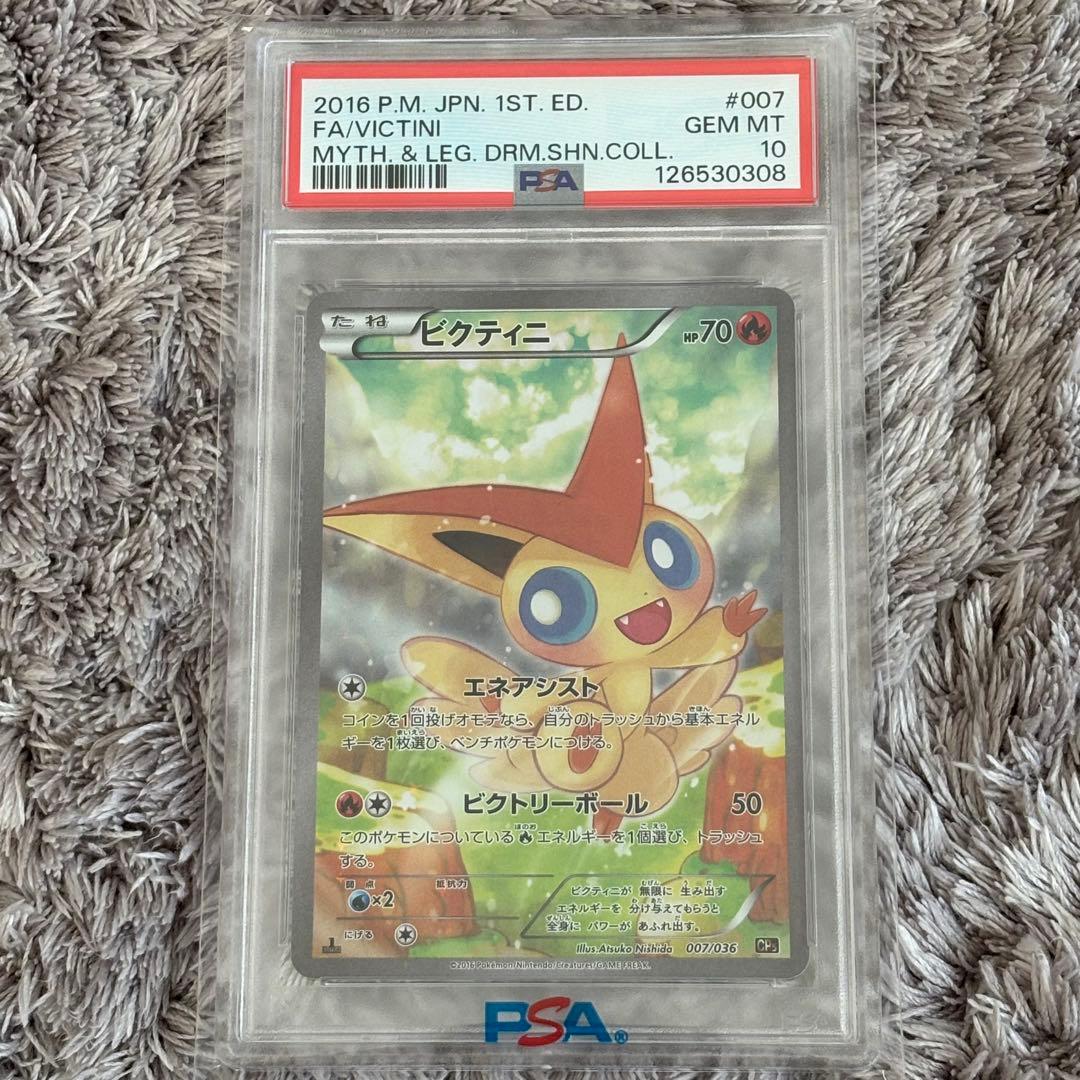 2016 P.M. JPN. 1ST. ED. #007
FA/VICTINI GEM MT
MYTH. & LEG. DRM.SHN.COLL. 10
PSA 126530308
たね ビクティニ HP70
エネアシスト
コインを1回投げオモテなら、自分のトラッシュから基本エネル
ギーを1枚選び、ベンチポケモンにつける。
ビクトリーボール 50
このポケモンについている エネルギーを1個選び、トラッシュ
する。
弱点 抵抗力
×2
にげる
ビクティニが 無限に 生み出す
エネルギーを 分け与えてもらうと
全身に パワーが あふれ出す。
Illus.Atsuko Nishida 007/036
©2016 Pokémon/Nintendo/Creatures/GAME FREAK.
PSA®